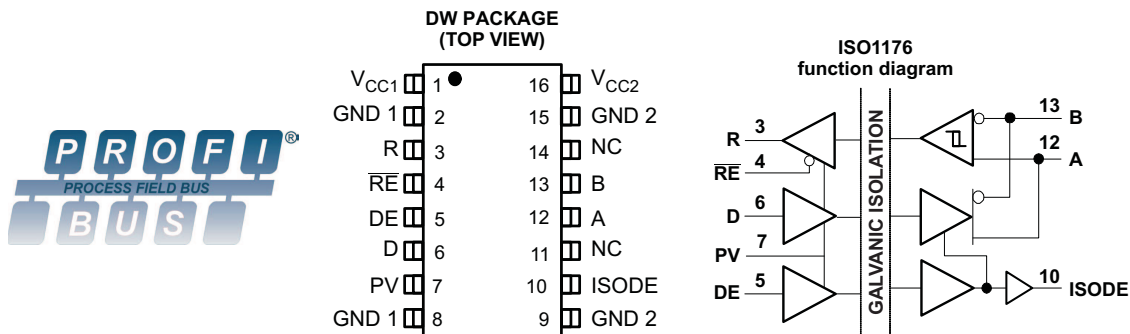 PROFI®
PROCESS FIELD BUS
BUS
DW PACKAGE
(TOP VIEW)
VCC1 1 16 VCC2
GND 1 2 15 GND 2
R 3 14 NC
RE 4 13 B
DE 5 12 A
D 6 11 NC
PV 7 10 ISODE
GND 1 8 9 GND 2
ISO1176
function diagram
GALVANIC ISOLATION
R 3
RE 4
D 6
PV 7
DE 5
13 B
12 A
10 ISODE